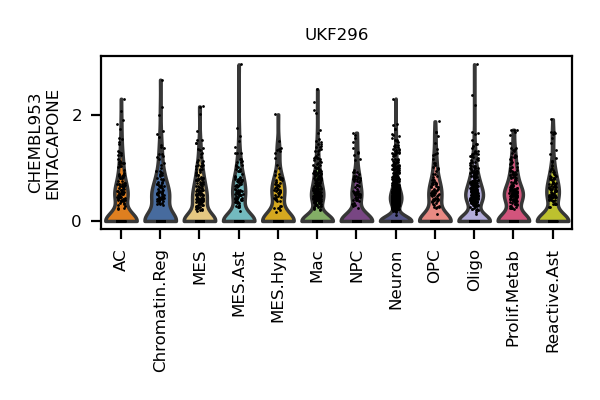 UKF296
CHEMBL953
ENTACAPONE
2
0
AC
Chromatin.Reg
MES
MES.Ast
MES.Hyp
Mac
NPC
Neuron
OPC
Oligo
Prolif.Metab
Reactive.Ast